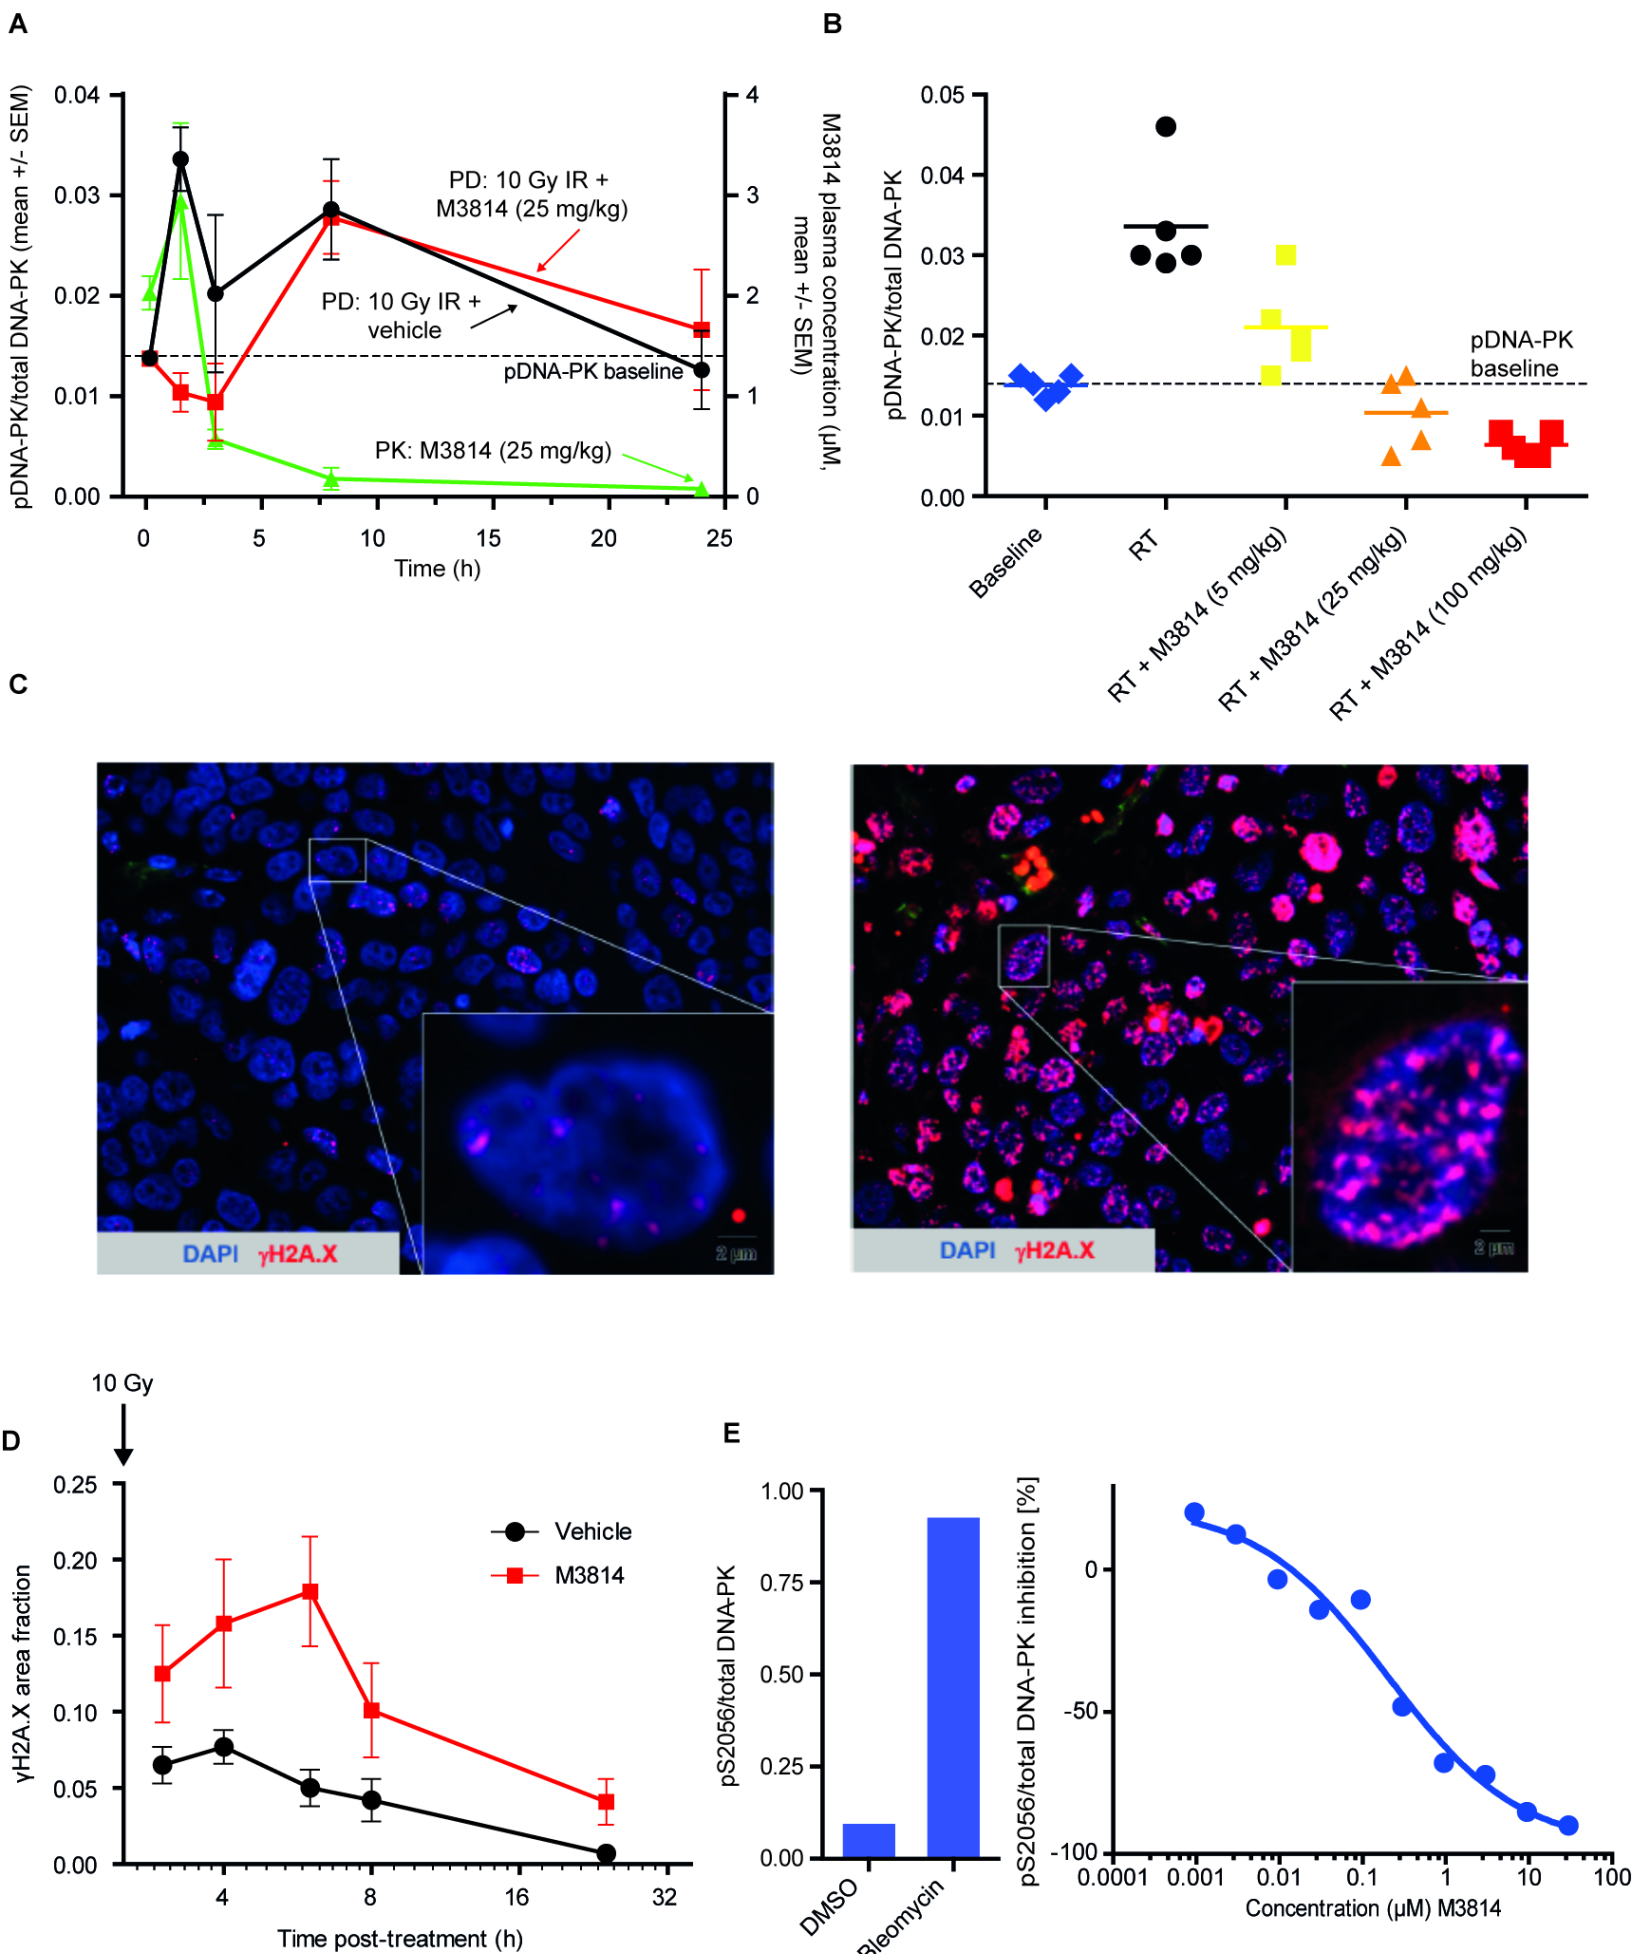 A
pDNA-PK/total DNA-PK (mean +/- SEM)
0.04
0.03
0.02
0.01
0.00
4
3
2
1
0
M3814 plasma concentration (µM,
mean +/- SEM)
PD: 10 Gy IR +
M3814 (25 mg/kg)
PD: 10 Gy IR +
vehicle
pDNA-PK baseline
PK: M3814 (25 mg/kg)
0 5 10 15 20 25
Time (h)
B
pDNA-PK/total DNA-PK
0.05
0.04
0.03
0.02
0.01
0.00
pDNA-PK
baseline
Baseline
RT
RT + M3814 (5 mg/kg)
RT + M3814 (25 mg/kg)
RT + M3814 (100 mg/kg)
C
DAPI γH2A.X
2 µm
DAPI γH2A.X
2 µm
10 Gy
D
γH2A.X area fraction
0.25
0.20
0.15
0.10
0.05
0.00
Vehicle
M3814
4 8 16 32
Time post-treatment (h)
E
pS2056/total DNA-PK
1.00
0.75
0.50
0.25
0.00
DMSO
Bleomycin
pS2056/total DNA-PK inhibition [%]
0
-50
-100
0.0001 0.001 0.01 0.1 1 10 100
Concentration (µM) M3814